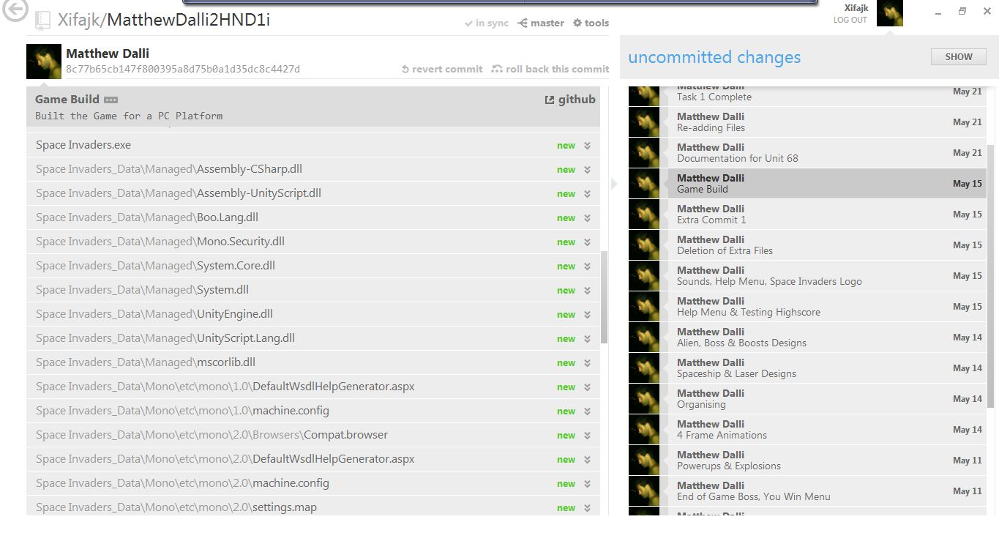 Xifajk/MatthewDalli2HND1i
in sync master tools
Xifajk
LOG OUT
Matthew Dalli
8c77b65cb147f800395a8d75b0a1d35dc8c4427d
revert commit roll back this commit
Game Build
github
Built the Game for a PC Platform
Space Invaders.exe new
Space Invaders_Data\Managed\Assembly-CSharp.dll new
Space Invaders_Data\Managed\Assembly-UnityScript.dll new
Space Invaders_Data\Managed\Boo.Lang.dll new
Space Invaders_Data\Managed\Mono.Security.dll new
Space Invaders_Data\Managed\System.Core.dll new
Space Invaders_Data\Managed\System.dll new
Space Invaders_Data\Managed\UnityEngine.dll new
Space Invaders_Data\Managed\UnityScript.Lang.dll new
Space Invaders_Data\Managed\mscorlib.dll new
Space Invaders_Data\Mono\etc\mono\1.0\DefaultWsdlHelpGenerator.aspx new
Space Invaders_Data\Mono\etc\mono\1.0\machine.config new
Space Invaders_Data\Mono\etc\mono\2.0\Browsers\Compat.browser new
Space Invaders_Data\Mono\etc\mono\2.0\DefaultWsdlHelpGenerator.aspx new
Space Invaders_Data\Mono\etc\mono\2.0\machine.config new
Space Invaders_Data\Mono\etc\mono\2.0\settings.map new
uncommitted changes
SHOW
Matthew Dalli
Task 1 Complete
May 21
Matthew Dalli
Re-adding Files
May 21
Matthew Dalli
Documentation for Unit 68
May 21
Matthew Dalli
Game Build
May 15
Matthew Dalli
Extra Commit 1
May 15
Matthew Dalli
Deletion of Extra Files
May 15
Matthew Dalli
Sounds, Help Menu, Space Invaders Logo
May 15
Matthew Dalli
Help Menu & Testing Highscore
May 15
Matthew Dalli
Alien, Boss & Boosts Designs
May 14
Matthew Dalli
Spaceship & Laser Designs
May 14
Matthew Dalli
Organising
May 14
Matthew Dalli
4 Frame Animations
May 14
Matthew Dalli
Powerups & Explosions
May 11
Matthew Dalli
End of Game Boss, You Win Menu
May 11
Matthew Dalli